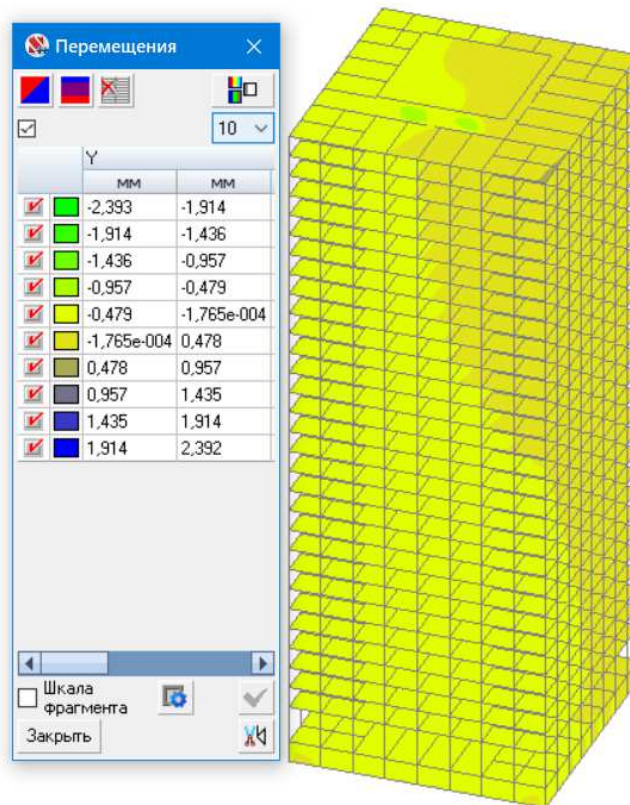 Перемещения
10
Y
мм мм
-2,393 -1,914
-1,914 -1,436
-1,436 -0,957
-0,957 -0,479
-0,479 -1,765e-004
-1,765e-004 0,478
0,478 0,957
0,957 1,435
1,435 1,914
1,914 2,392
Шкала
фрагмента
Закрыть